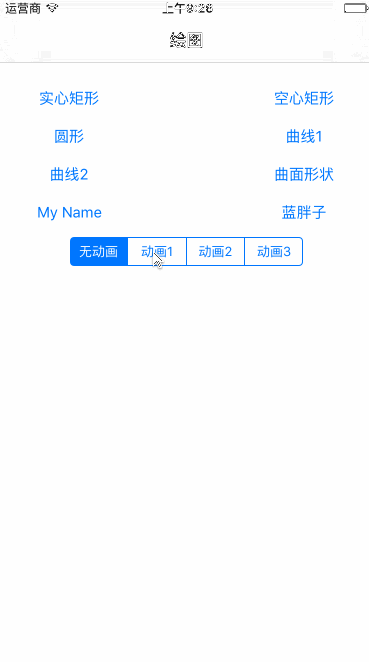 运营商 上午9:26
绘图
实心矩形 空心矩形
圆形 曲线1
曲线2 曲面形状
My Name 蓝胖子
无动画 动画1 动画2 动画3